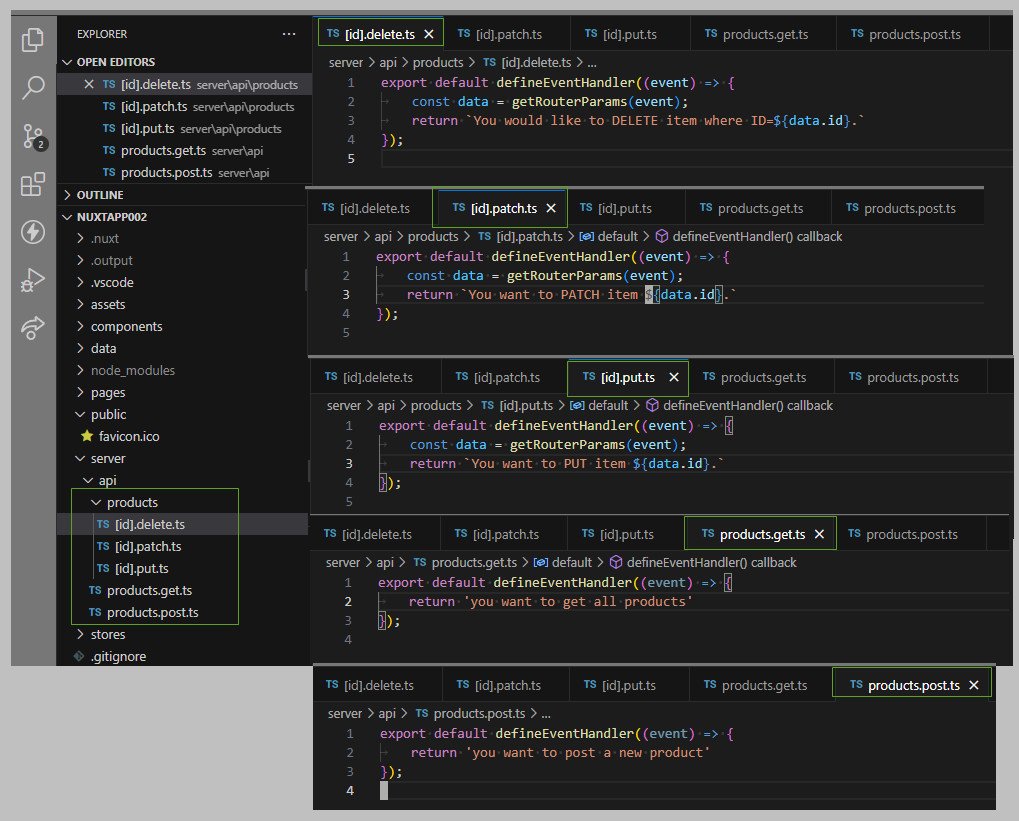 EXPLORER ...
OPEN EDITORS
TS [id].delete.ts server\api\products
TS [id].patch.ts server\api\products
TS [id].put.ts server\api\products
TS products.get.ts server\api
TS products.post.ts server\api
OUTLINE
NUXTAPP002
.nuxt
.output
.vscode
assets
components
data
node_modules
pages
public
favicon.ico
server
api
products
TS [id].delete.ts
TS [id].patch.ts
TS [id].put.ts
TS products.get.ts
TS products.post.ts
stores
.gitignore
2
TS [id].delete.ts TS [id].patch.ts TS [id].put.ts TS products.get.ts TS products.post.ts
server > api > products > TS [id].delete.ts > ...
1 export default defineEventHandler((event) => {
2 const data = getRouterParams(event);
3 return `You would like to DELETE item where ID=${data.id}.`
4 });
5
TS [id].delete.ts TS [id].patch.ts TS [id].put.ts TS products.get.ts TS products.post.ts
server > api > products > TS [id].patch.ts > default > defineEventHandler() callback
1 export default defineEventHandler((event) => {
2 const data = getRouterParams(event);
3 return `You want to PATCH item ${data.id}.`
4 });
5
TS [id].delete.ts TS [id].patch.ts TS [id].put.ts TS products.get.ts TS products.post.ts
server > api > products > TS [id].put.ts > default > defineEventHandler() callback
1 export default defineEventHandler((event) => {
2 const data = getRouterParams(event);
3 return `You want to PUT item ${data.id}.`
4 });
5
TS [id].delete.ts TS [id].patch.ts TS [id].put.ts TS products.get.ts TS products.post.ts
server > api > TS products.get.ts > default > defineEventHandler() callback
1 export default defineEventHandler((event) => {
2 return 'you want to get all products'
3 });
4
TS [id].delete.ts TS [id].patch.ts TS [id].put.ts TS products.get.ts TS products.post.ts
server > api > TS products.post.ts > ...
1 export default defineEventHandler((event) => {
2 return 'you want to post a new product'
3 });
4